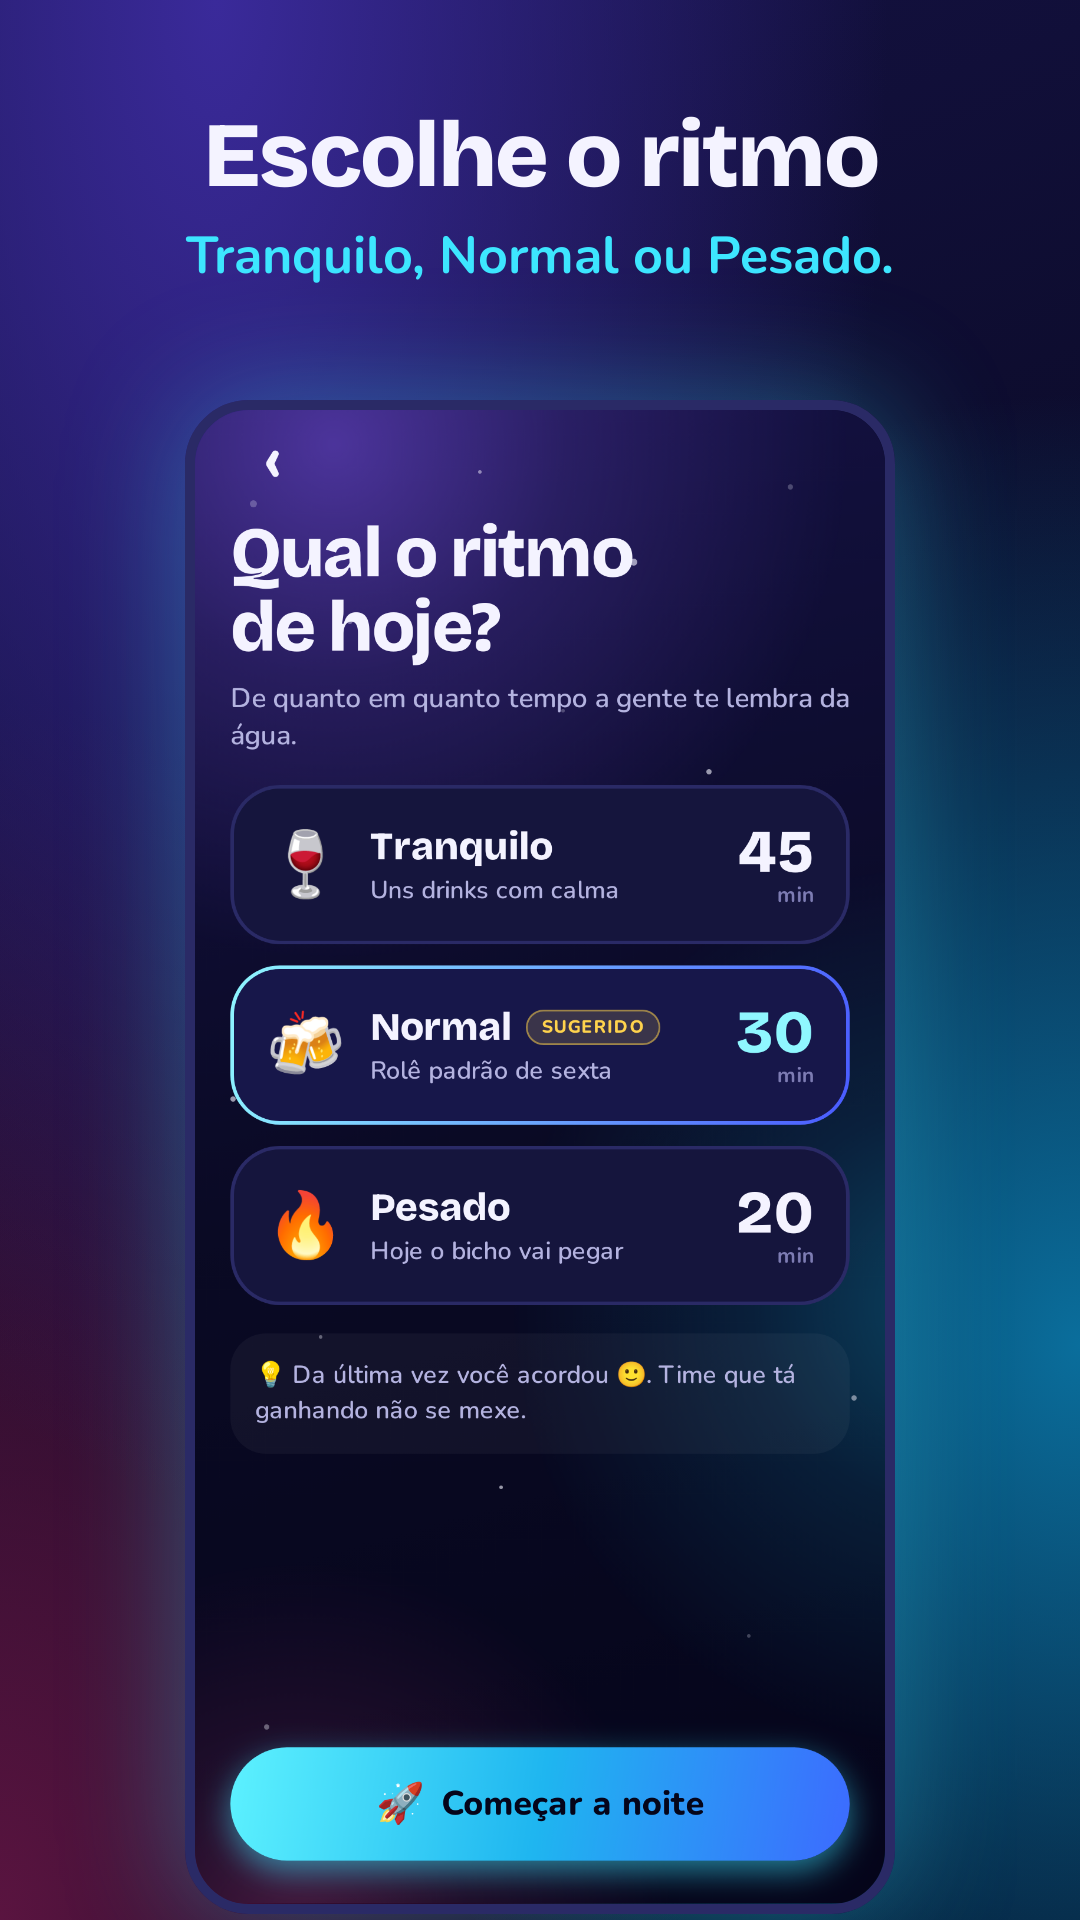 Escolhe o ritmo
Tranquilo, Normal ou Pesado.
Qual o ritmo
de hoje?
De quanto em quanto tempo a gente te lembra da
água.
Tranquilo
Uns drinks com calma
45
min
Normal
SUGERIDO
Rolê padrão de sexta
30
min
Pesado
Hoje o bicho vai pegar
20
min
💡 Da última vez você acordou 🙂. Time que tá
ganhando não se mexe.
🚀 Começar a noite